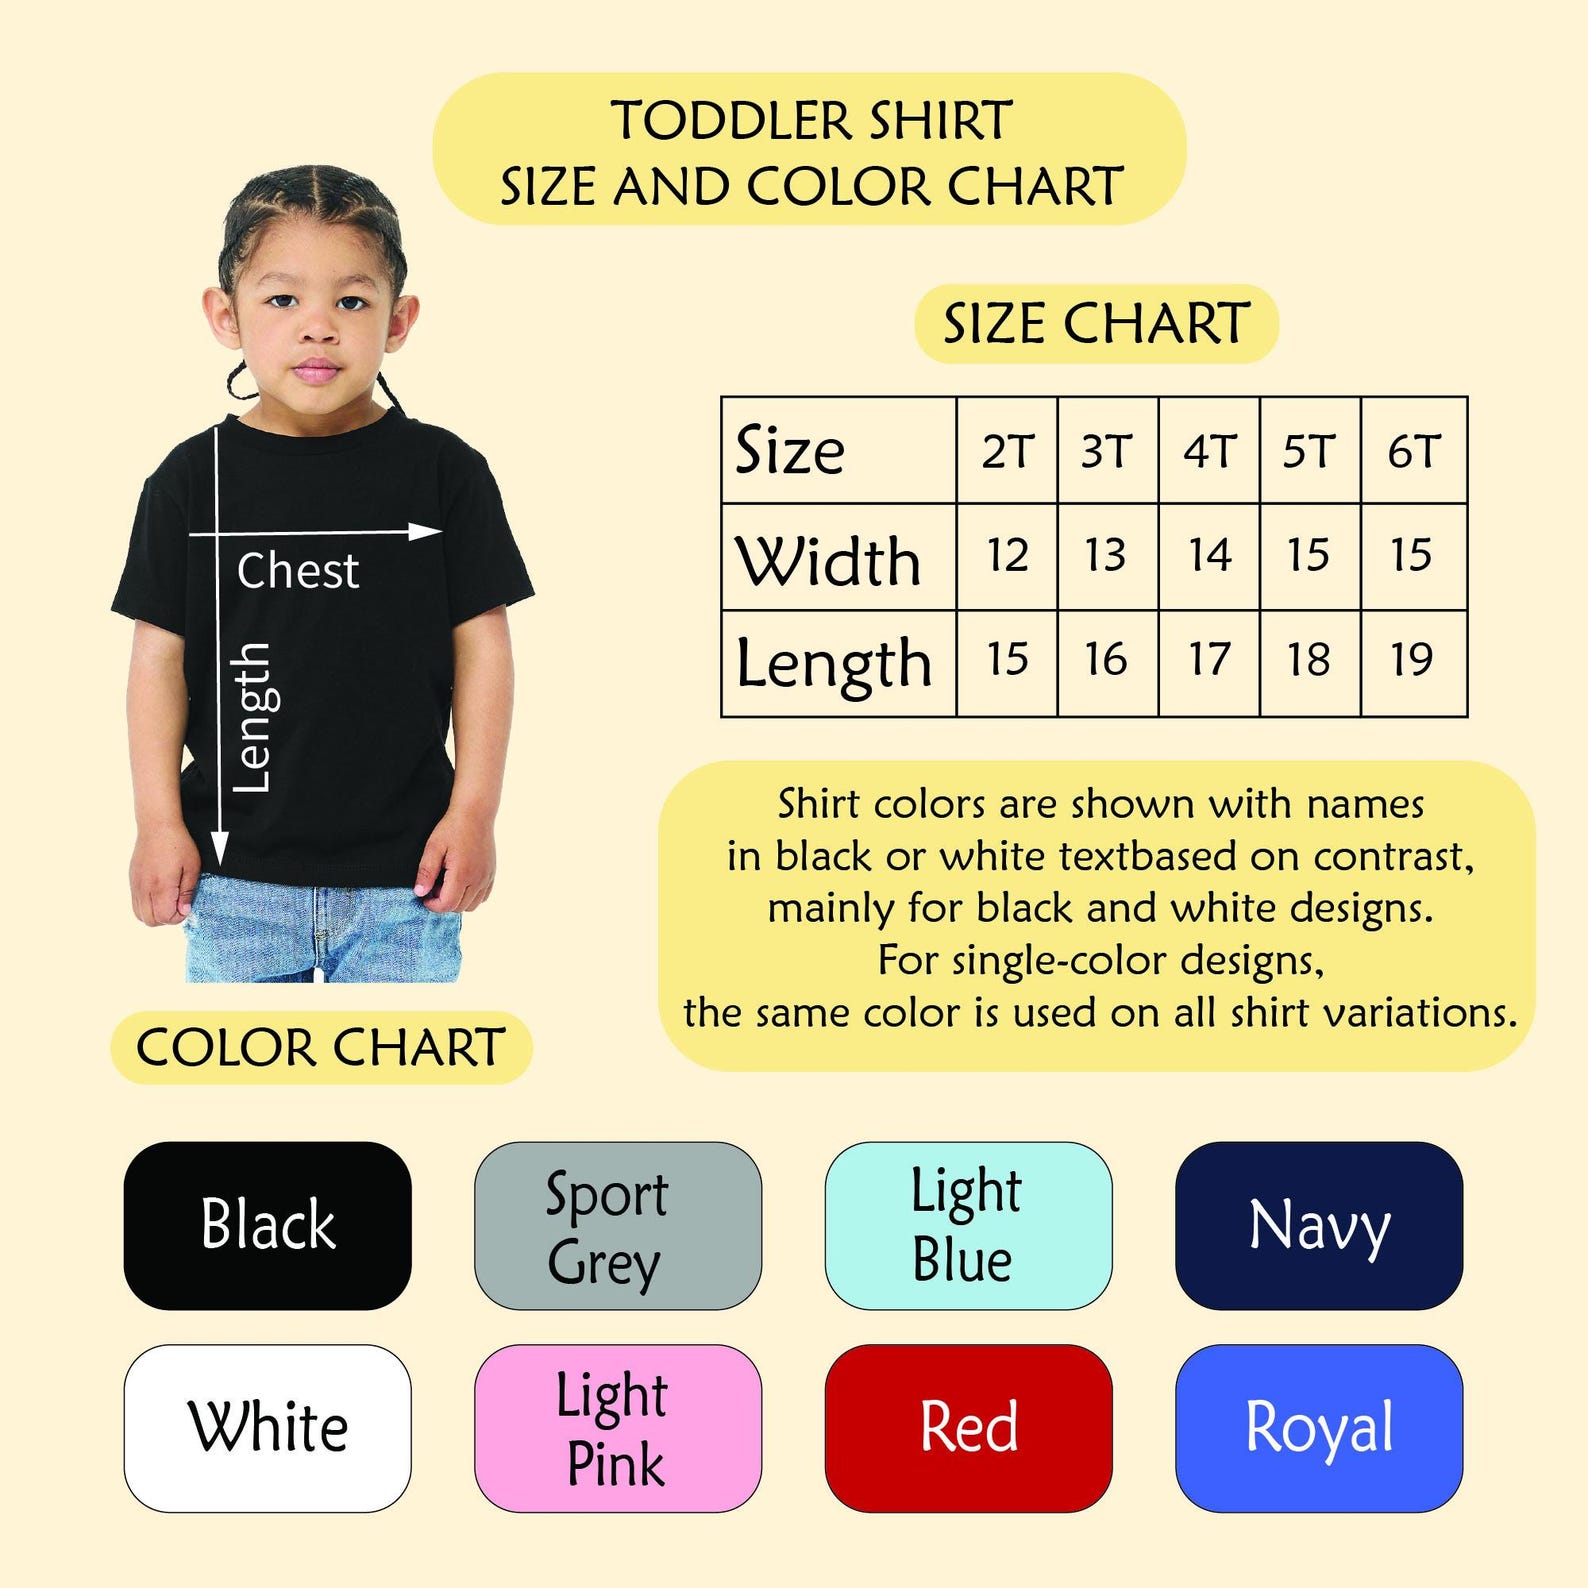 TODDLER SHIRT
SIZE AND COLOR CHART
SIZE CHART
Size 2T 3T 4T 5T 6T
Width 12 13 14 15 15
Length 15 16 17 18 19
Chest
Length
Shirt colors are shown with names
in black or white textbased on contrast,
mainly for black and white designs.
For single-color designs,
the same color is used on all shirt variations.
COLOR CHART
Black
Sport
Grey
Light
Blue
Navy
White
Light
Pink
Red
Royal